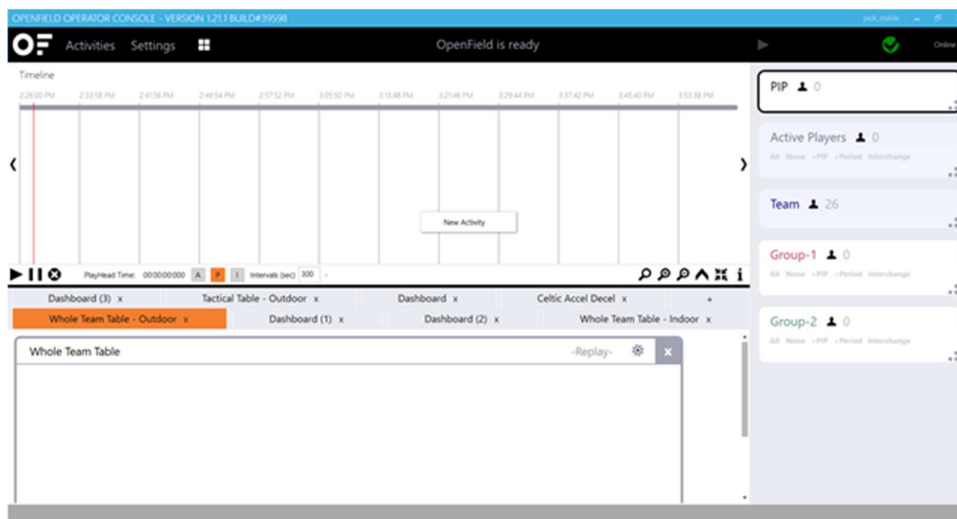 OPENFIELD OPERATOR CONSOLE - VERSION 1.21.1 BUILD#39598
jack_stable
OF Activities Settings OpenField is ready Online
Timeline
2:26:00 PM 2:33:58 PM 2:41:56 PM 2:49:54 PM 2:57:52 PM 3:05:50 PM 3:13:48 PM 3:21:46 PM 3:29:44 PM 3:37:42 PM 3:45:40 PM 3:53:38 PM
New Activity
PlayHead Time: 00:00:00:000 A P I Intervals (sec) 300
Dashboard (3) x Tactical Table - Outdoor x Dashboard x Celtic Accel Decel x +
Whole Team Table - Outdoor x Dashboard (1) x Dashboard (2) x Whole Team Table - Indoor x
Whole Team Table -Replay- x
PIP 0
Active Players 0
All None +PIP +Period Interchange
Team 26
Group-1 0
All None +PIP +Period Interchange
Group-2 0
All None +PIP +Period Interchange